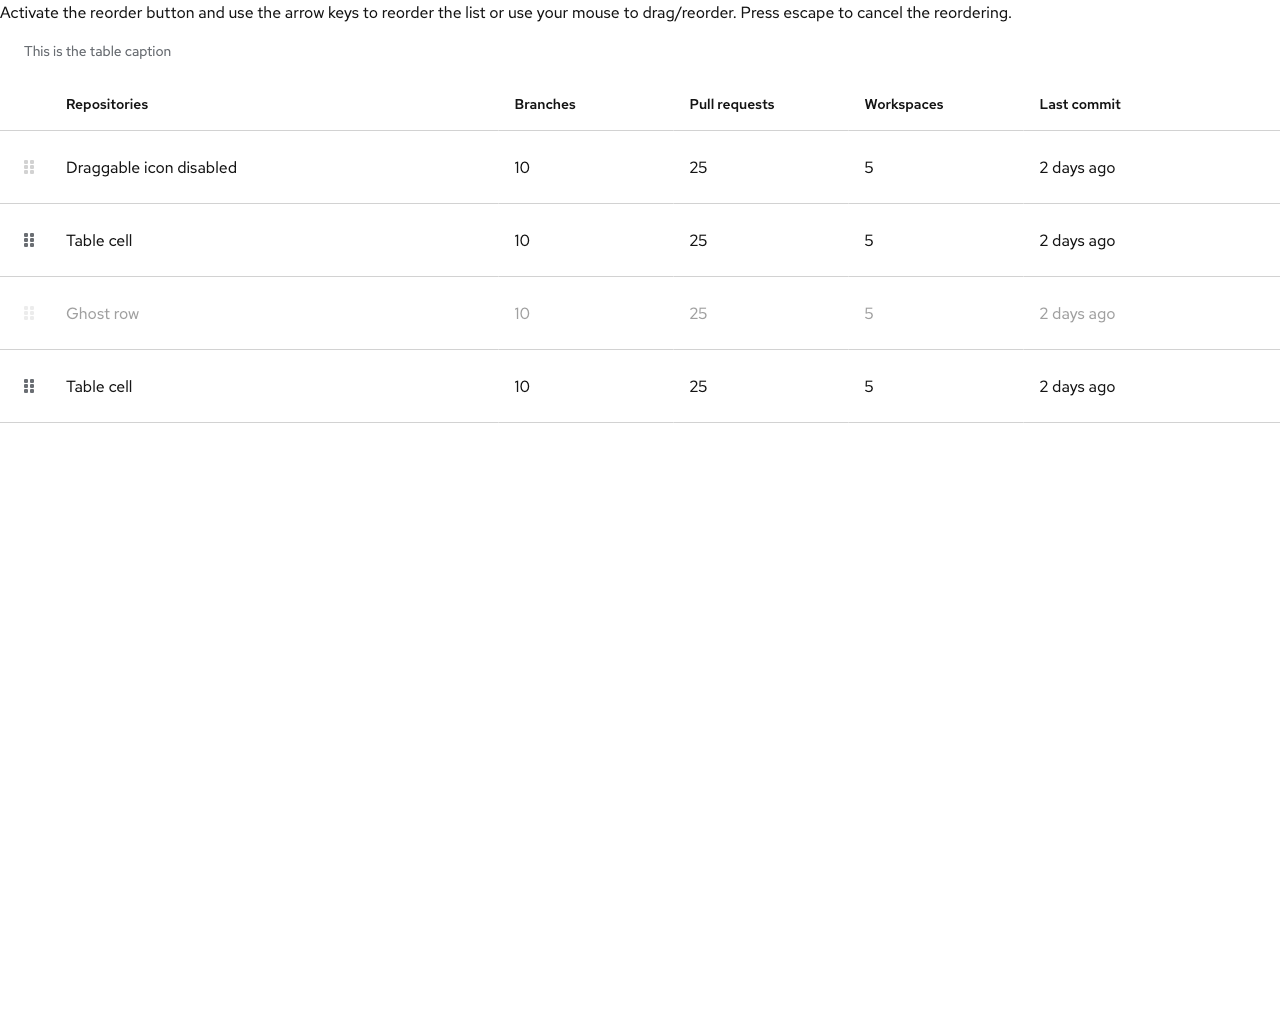 Activate the reorder button and use the arrow keys to reorder the list or use your mouse to drag/reorder. Press escape to cancel the reordering.
This is the table caption
Repositories Branches Pull requests Workspaces Last commit
Draggable icon disabled 10 25 5 2 days ago
Table cell 10 25 5 2 days ago
Ghost row 10 25 5 2 days ago
Table cell 10 25 5 2 days ago